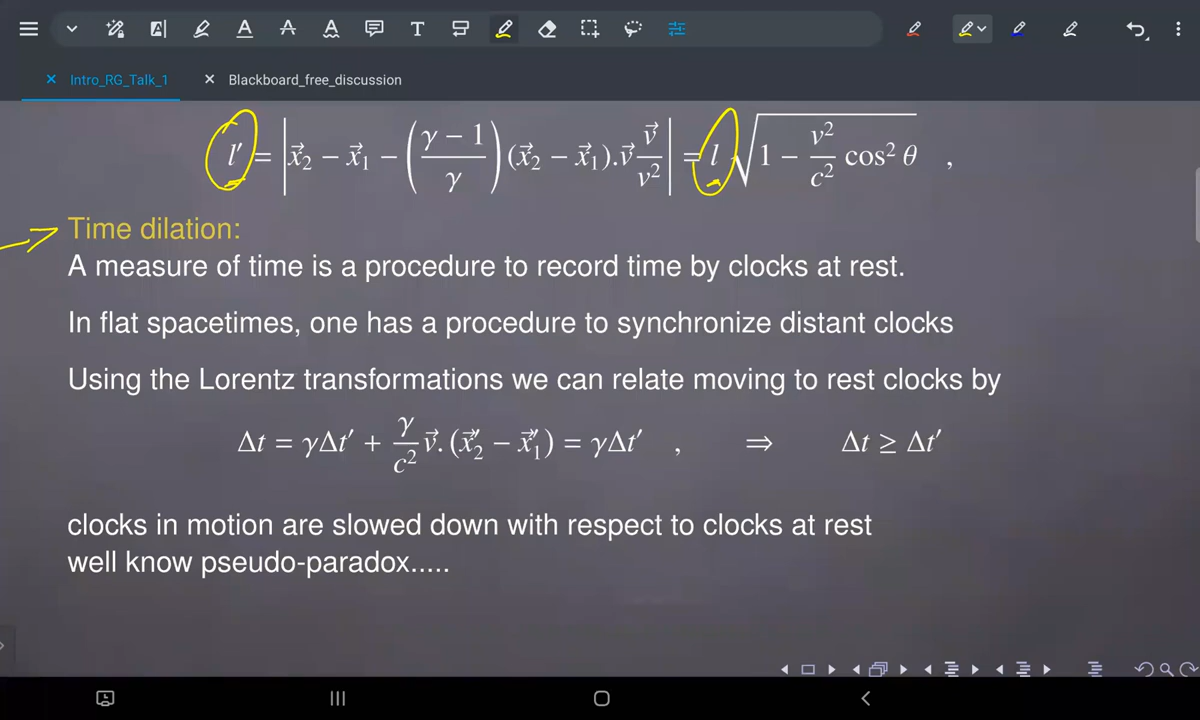 Intro_RG_Talk_1 Blackboard_free_discussion
l′ = |x⃗₂ − x⃗₁ − ((γ − 1)/γ) (x⃗₂ − x⃗₁).v⃗ v⃗/v²| = l √(1 − v²/c² cos² θ) ,
Time dilation:
A measure of time is a procedure to record time by clocks at rest.
In flat spacetimes, one has a procedure to synchronize distant clocks
Using the Lorentz transformations we can relate moving to rest clocks by
Δt = γΔt′ + γ/c² v⃗.(x⃗′₂ − x⃗′₁) = γΔt′ , ⇒ Δt ≥ Δt′
clocks in motion are slowed down with respect to clocks at rest
well know pseudo-paradox.....